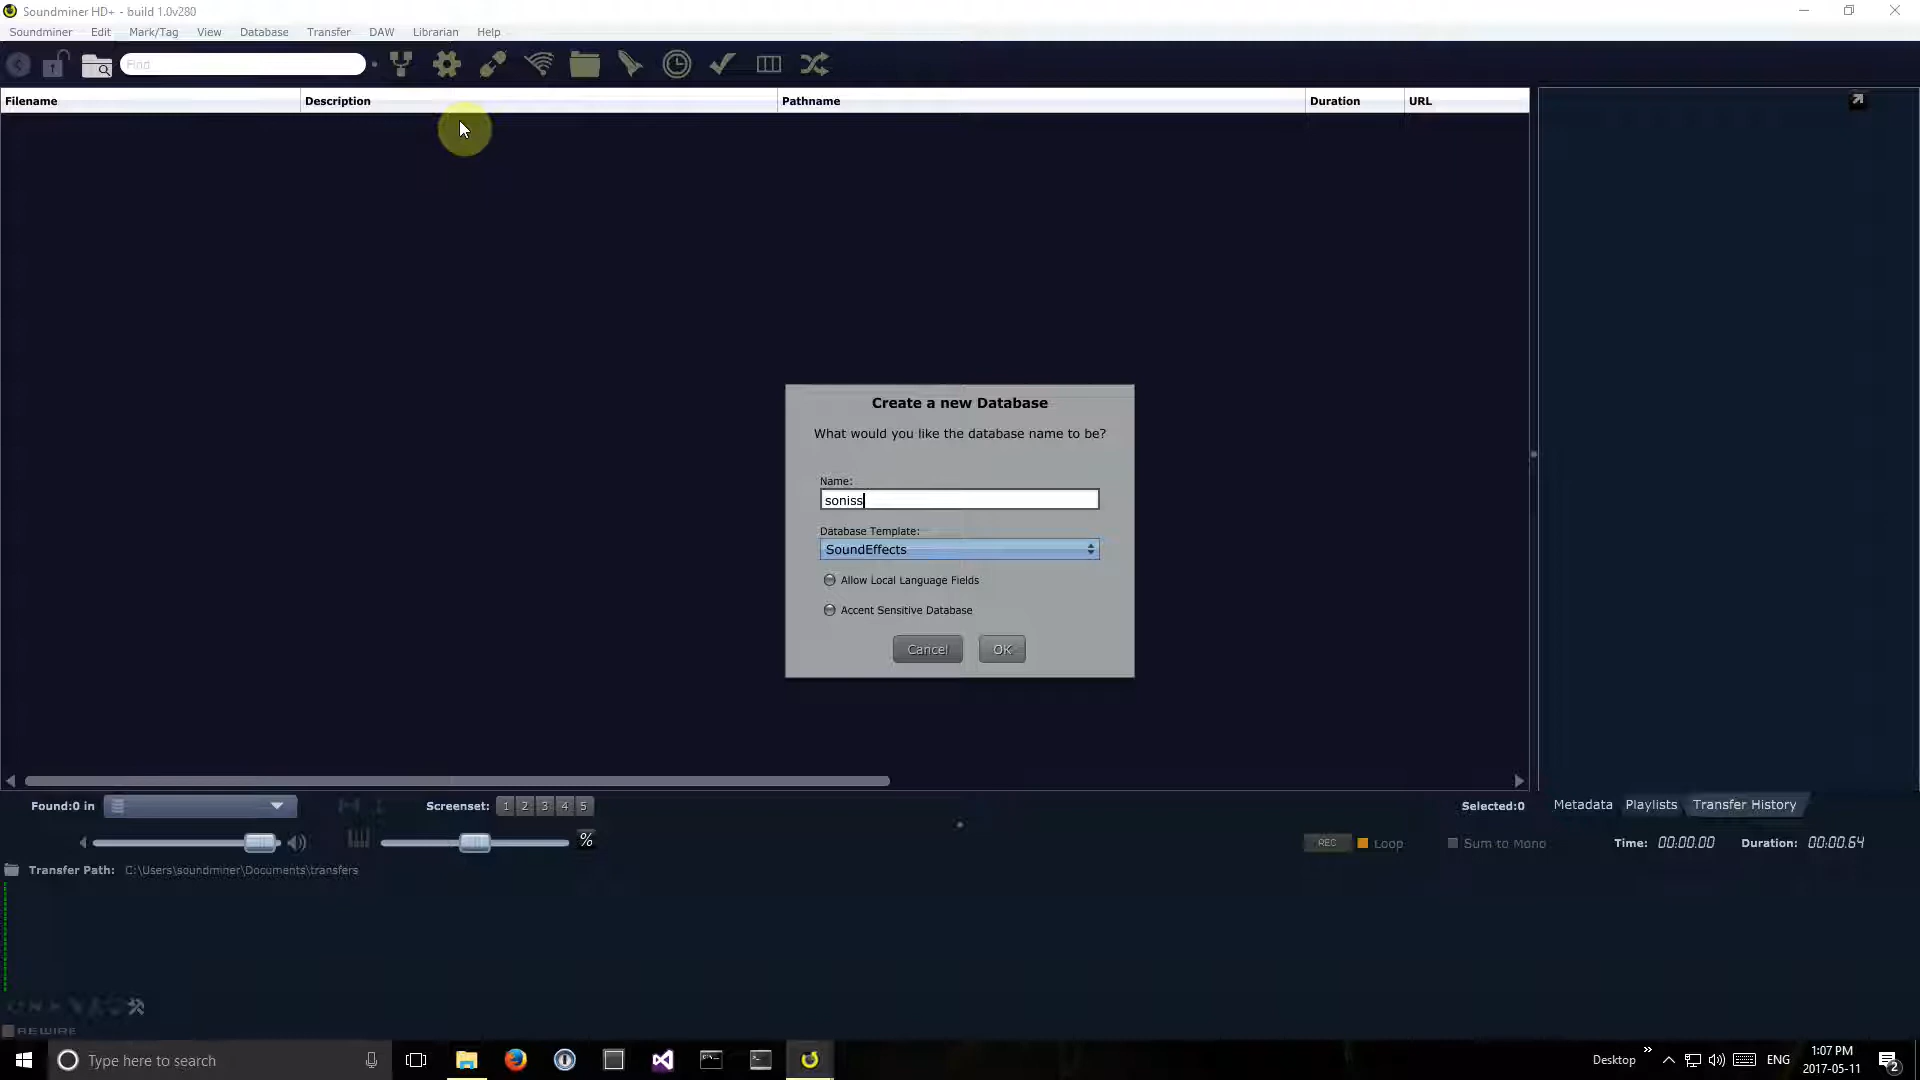 Soundminer HD+ - build 1.0v280
Soundminer Edit Mark/Tag View Database Transfer DAW Librarian Help
Find
Filename Description Pathname Duration URL
Create a new Database
What would you like the database name to be?
Name:
soniss
Database Template:
SoundEffects
Allow Local Language Fields
Accent Sensitive Database
Cancel OK
Found:0 in Screenset: 1 2 3 4 5 Selected:0 Metadata Playlists Transfer History
% REC Loop Sum to Mono Time: 00:00.00 Duration: 00:00.64
Transfer Path: C:\Users\soundminer\Documents\transfers
REWIRE
Type here to search Desktop » ENG 1:07 PM
2017-05-11 2